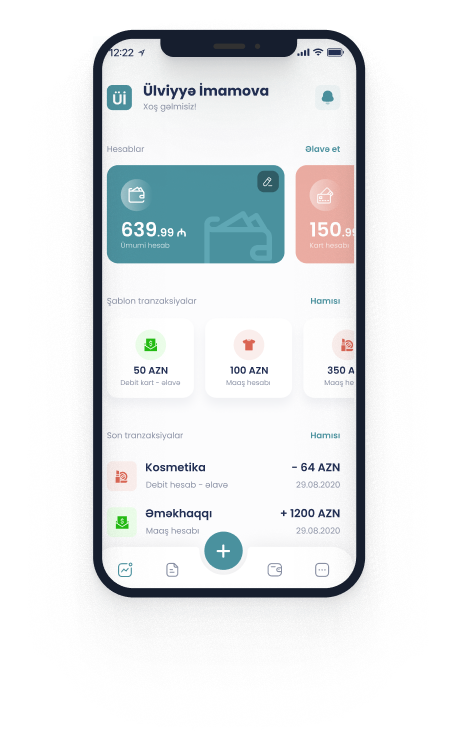 12:22
Üİ
Ülviyyə İmamova
Xoş gəlmisiz!
Hesablar
Əlavə et
639.99 ₼
Ümumi hesab
150.99
Kart hesabı
Şablon tranzaksiyalar
Hamısı
50 AZN
Debit kart - əlavə
100 AZN
Maaş hesabı
350 A
Maaş he
Son tranzaksiyalar
Hamısı
Kosmetika
- 64 AZN
Debit hesab - əlavə
29.08.2020
Əməkhaqqı
+ 1200 AZN
Maaş hesabı
29.08.2020